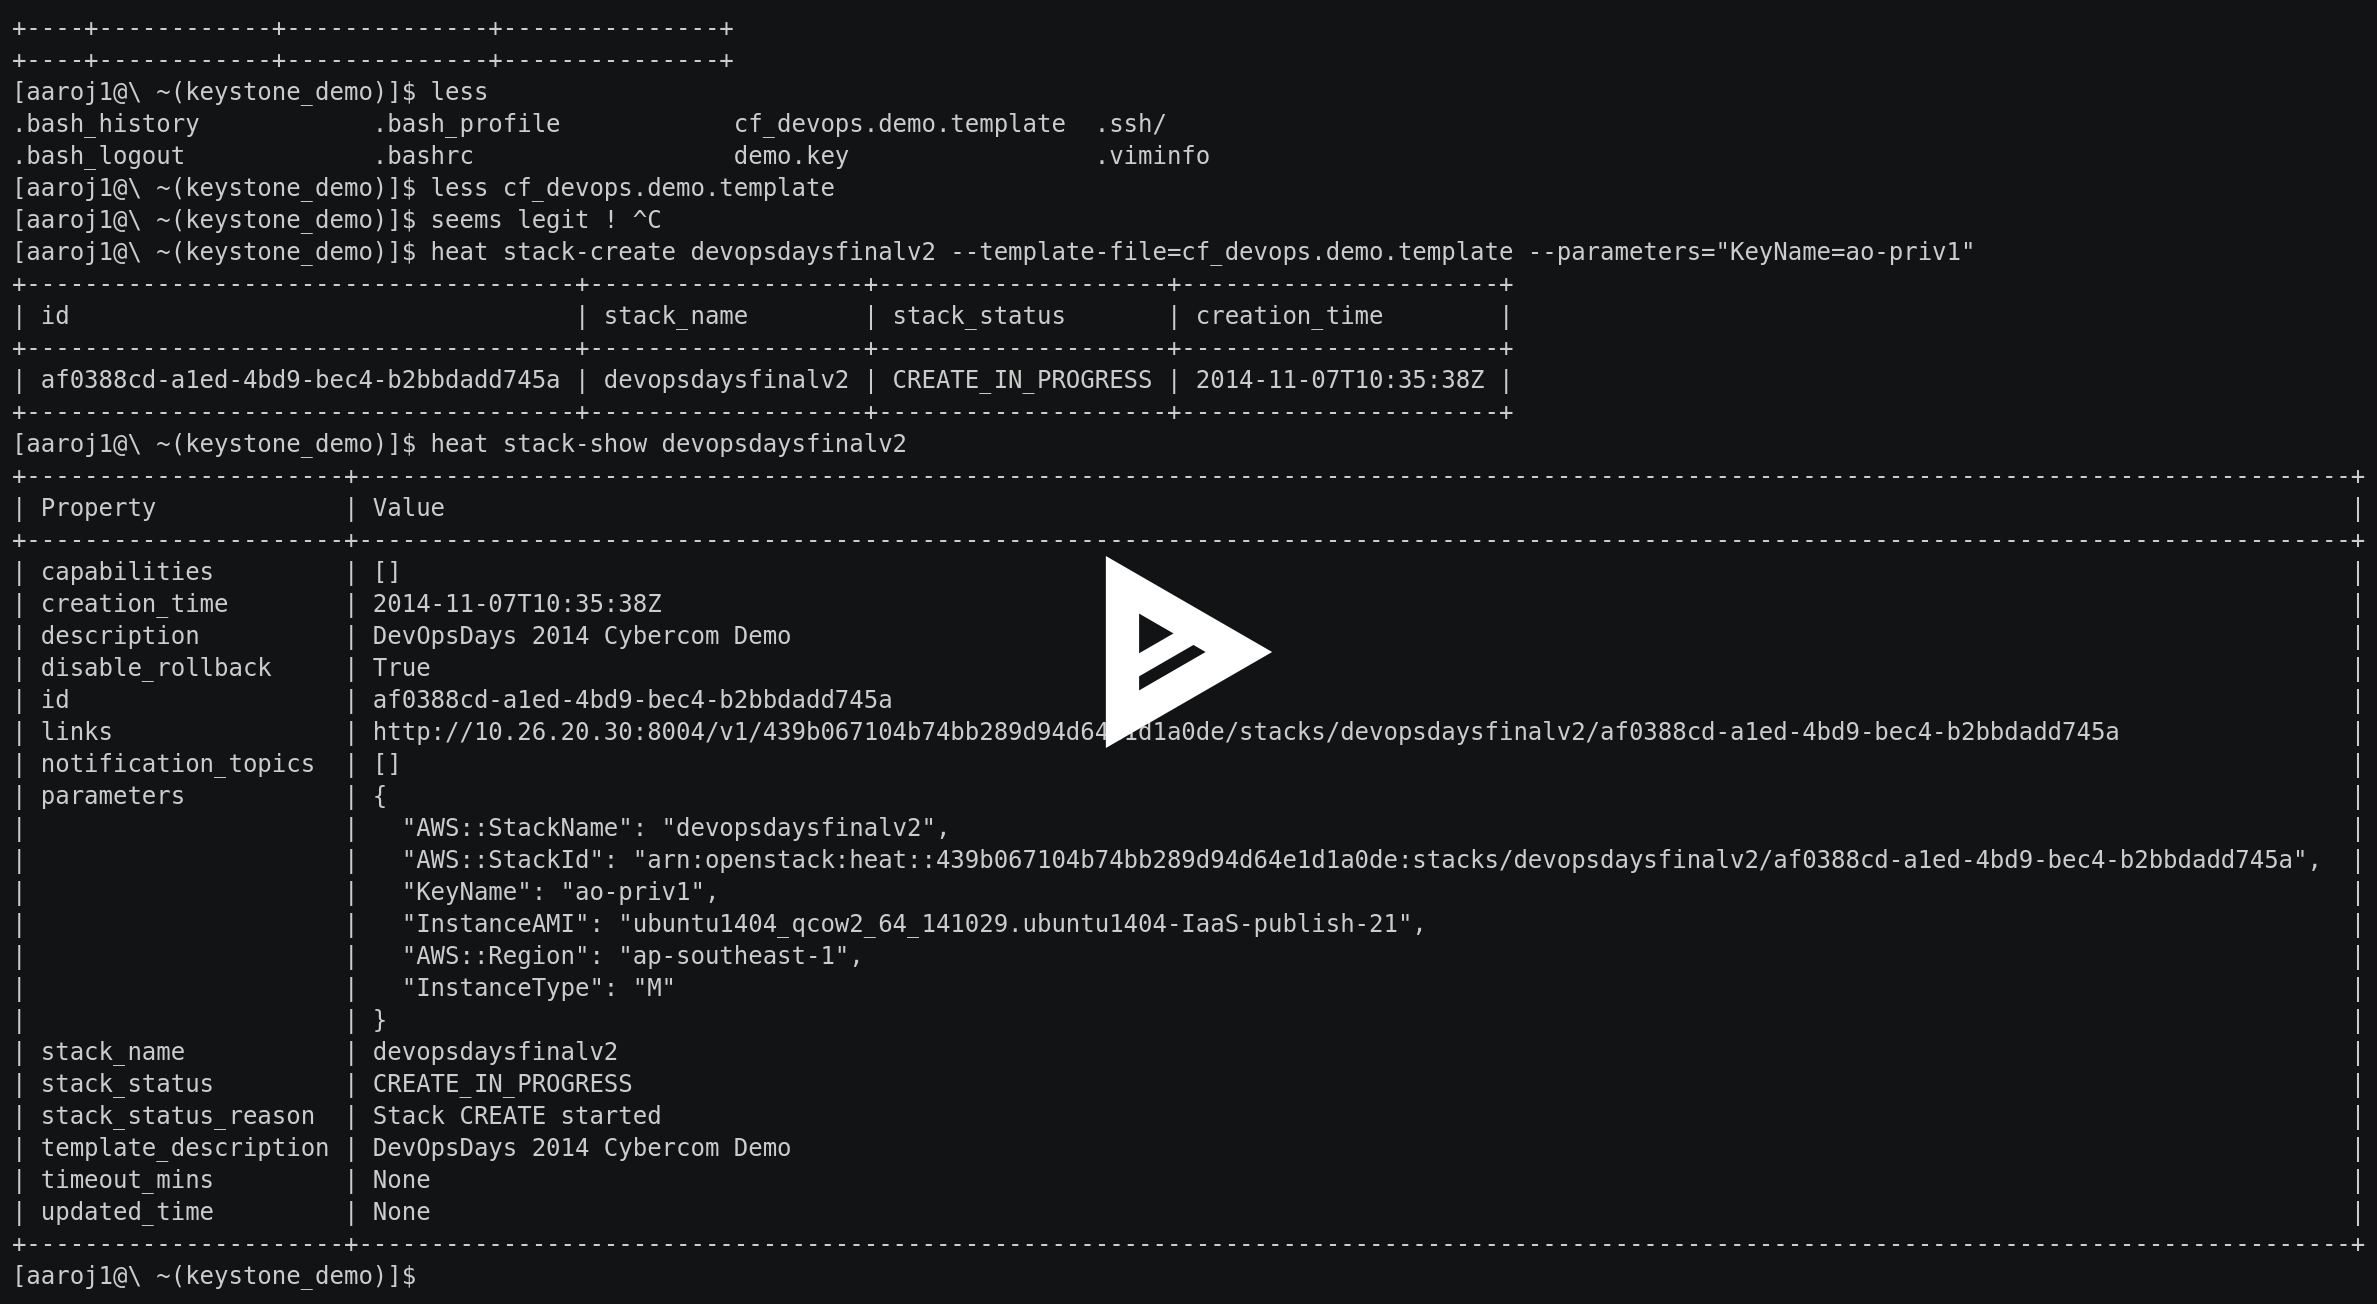 +----+------------+--------------+---------------+
+----+------------+--------------+---------------+
[aaroj1@\ ~(keystone_demo)]$ less
.bash_history            .bash_profile            cf_devops.demo.template  .ssh/
.bash_logout             .bashrc                  demo.key                 .viminfo
[aaroj1@\ ~(keystone_demo)]$ less cf_devops.demo.template
[aaroj1@\ ~(keystone_demo)]$ seems legit ! ^C
[aaroj1@\ ~(keystone_demo)]$ heat stack-create devopsdaysfinalv2 --template-file=cf_devops.demo.template --parameters="KeyName=ao-priv1"
+--------------------------------------+-------------------+--------------------+----------------------+
| id                                   | stack_name        | stack_status       | creation_time        |
+--------------------------------------+-------------------+--------------------+----------------------+
| af0388cd-a1ed-4bd9-bec4-b2bbdadd745a | devopsdaysfinalv2 | CREATE_IN_PROGRESS | 2014-11-07T10:35:38Z |
+--------------------------------------+-------------------+--------------------+----------------------+
[aaroj1@\ ~(keystone_demo)]$ heat stack-show devopsdaysfinalv2
+----------------------+------------------------------------------------------------------------------------------------------------------------------------------+
| Property             | Value                                                                                                                                    |
+----------------------+------------------------------------------------------------------------------------------------------------------------------------------+
| capabilities         | []                                                                                                                                       |
| creation_time        | 2014-11-07T10:35:38Z                                                                                                                     |
| description          | DevOpsDays 2014 Cybercom Demo                                                                                                            |
| disable_rollback     | True                                                                                                                                     |
| id                   | af0388cd-a1ed-4bd9-bec4-b2bbdadd745a                                                                                                     |
| links                | http://10.26.20.30:8004/v1/439b067104b74bb289d94d64e1d1a0de/stacks/devopsdaysfinalv2/af0388cd-a1ed-4bd9-bec4-b2bbdadd745a                |
| notification_topics  | []                                                                                                                                       |
| parameters           | {                                                                                                                                        |
|                      |   "AWS::StackName": "devopsdaysfinalv2",                                                                                                 |
|                      |   "AWS::StackId": "arn:openstack:heat::439b067104b74bb289d94d64e1d1a0de:stacks/devopsdaysfinalv2/af0388cd-a1ed-4bd9-bec4-b2bbdadd745a",  |
|                      |   "KeyName": "ao-priv1",                                                                                                                 |
|                      |   "InstanceAMI": "ubuntu1404_qcow2_64_141029.ubuntu1404-IaaS-publish-21",                                                                |
|                      |   "AWS::Region": "ap-southeast-1",                                                                                                       |
|                      |   "InstanceType": "M"                                                                                                                    |
|                      | }                                                                                                                                        |
| stack_name           | devopsdaysfinalv2                                                                                                                        |
| stack_status         | CREATE_IN_PROGRESS                                                                                                                       |
| stack_status_reason  | Stack CREATE started                                                                                                                     |
| template_description | DevOpsDays 2014 Cybercom Demo                                                                                                            |
| timeout_mins         | None                                                                                                                                     |
| updated_time         | None                                                                                                                                     |
+----------------------+------------------------------------------------------------------------------------------------------------------------------------------+
[aaroj1@\ ~(keystone_demo)]$